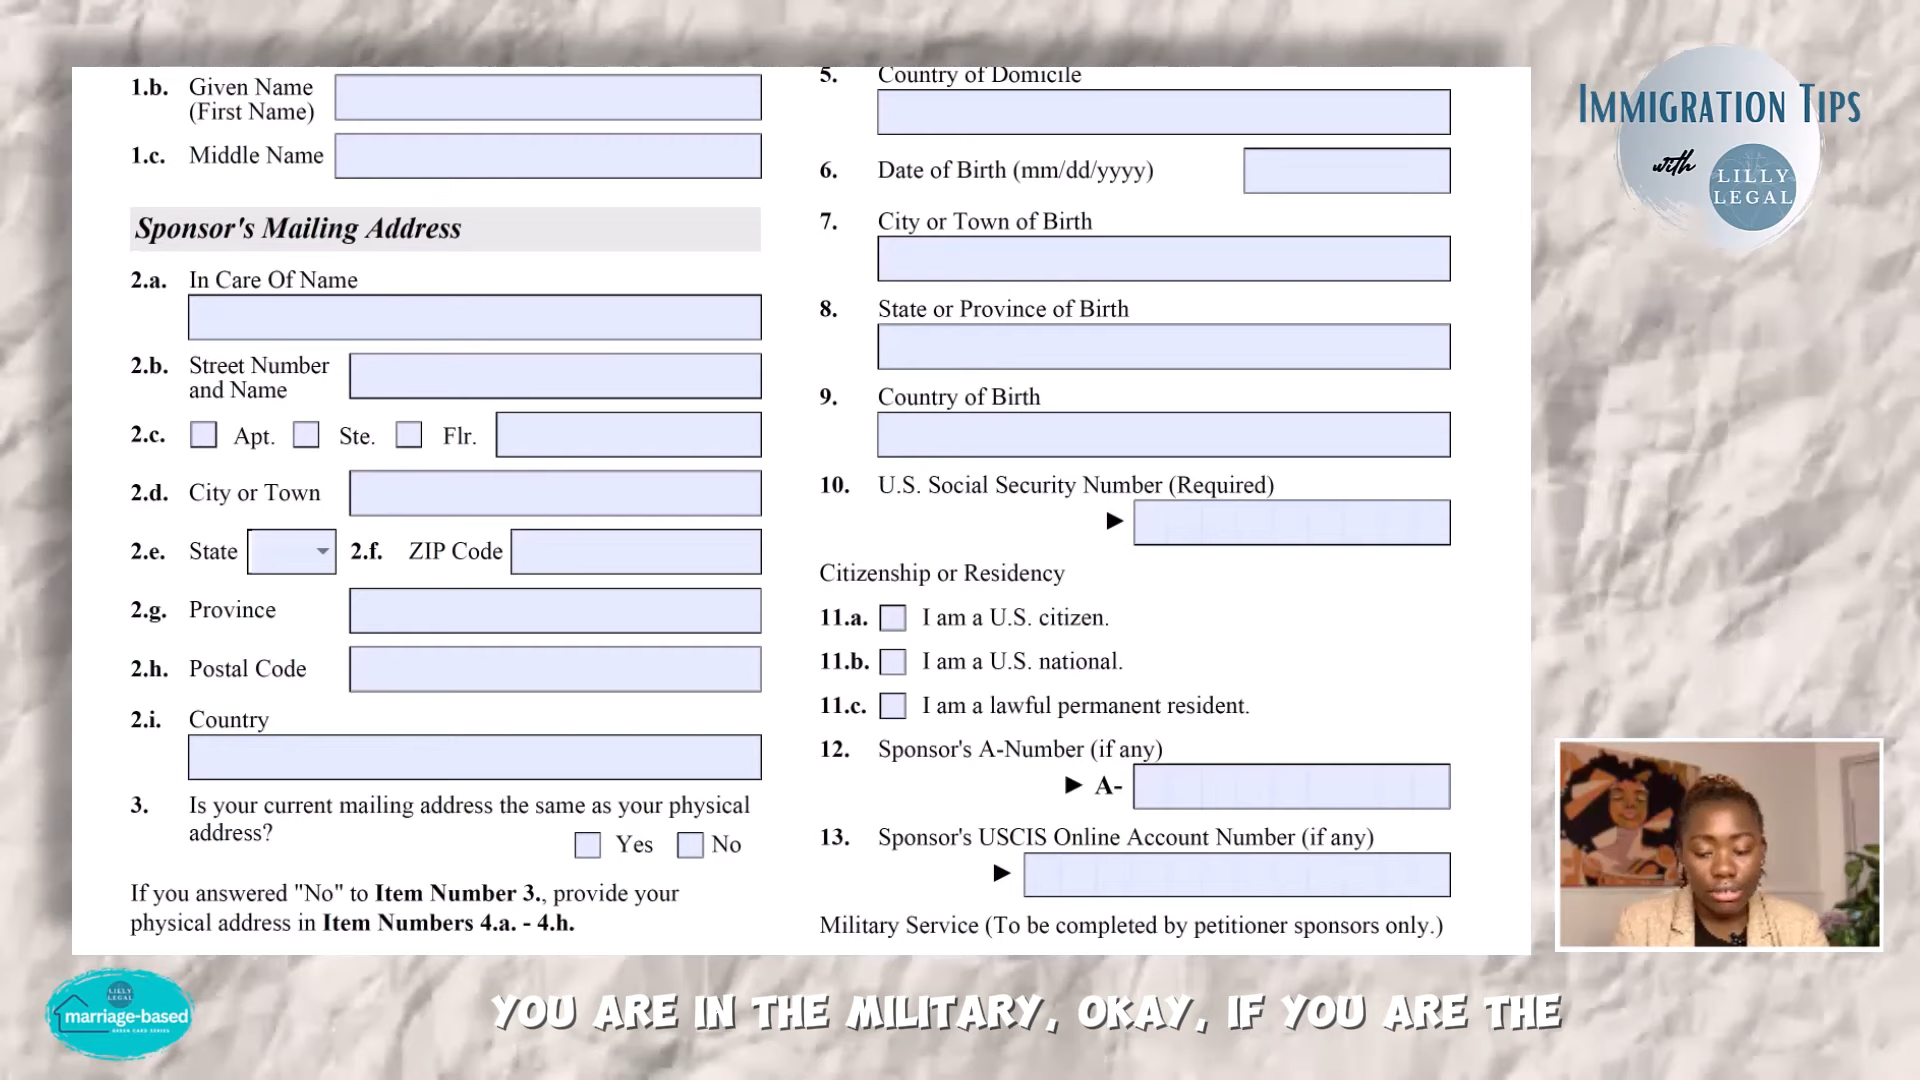 1.b. Given Name
(First Name)
1.c. Middle Name
Sponsor's Mailing Address
2.a. In Care Of Name
2.b. Street Number
and Name
2.c. Apt. Ste. Flr.
2.d. City or Town
2.e. State 2.f. ZIP Code
2.g. Province
2.h. Postal Code
2.i. Country
3. Is your current mailing address the same as your physical
address?
Yes No
If you answered "No" to Item Number 3., provide your
physical address in Item Numbers 4.a. - 4.h.
5. Country of Domicile
6. Date of Birth (mm/dd/yyyy)
7. City or Town of Birth
8. State or Province of Birth
9. Country of Birth
10. U.S. Social Security Number (Required)
Citizenship or Residency
11.a. I am a U.S. citizen.
11.b. I am a U.S. national.
11.c. I am a lawful permanent resident.
12. Sponsor's A-Number (if any)
A-
13. Sponsor's USCIS Online Account Number (if any)
Military Service (To be completed by petitioner sponsors only.)
IMMIGRATION TIPS
with
LILLY
LEGAL
LILLY
LEGAL
marriage-based
GREEN CARD SERIES
YOU ARE IN THE MILITARY, OKAY, IF YOU ARE THE